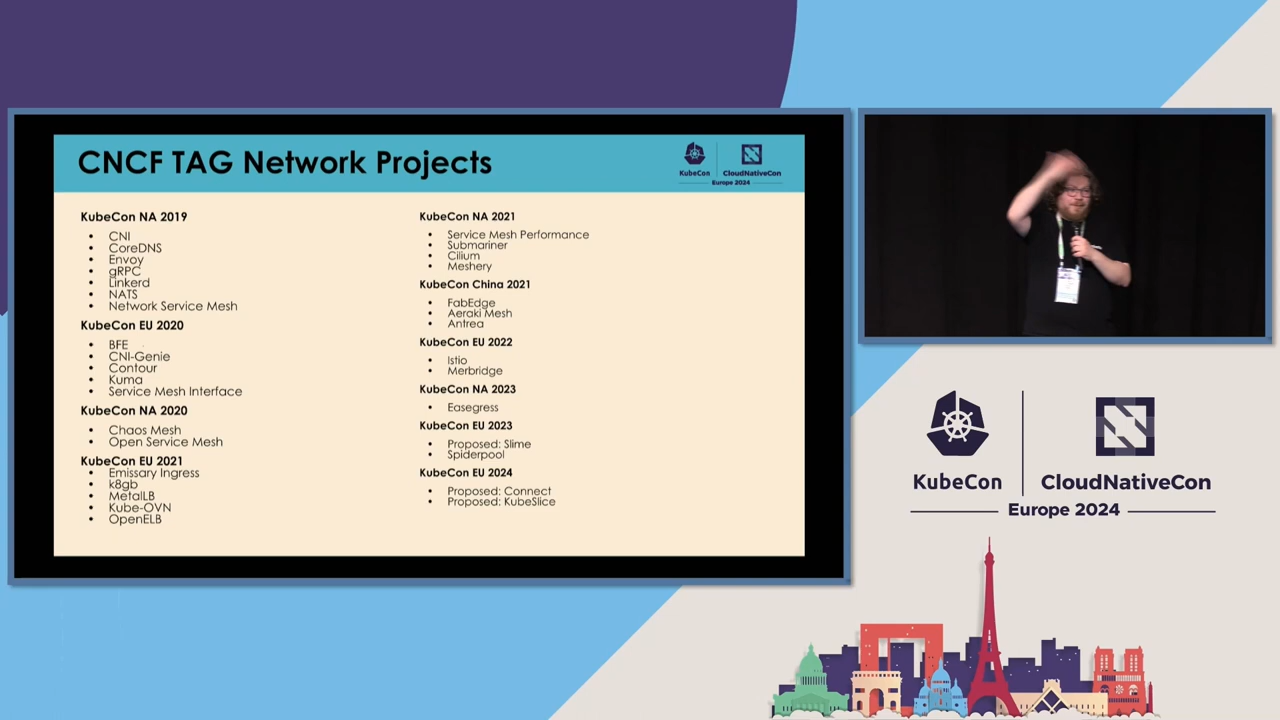 CNCF TAG Network Projects
KubeCon
CloudNativeCon
Europe 2024
KubeCon NA 2019
• CNI
• CoreDNS
• Envoy
• gRPC
• Linkerd
• NATS
• Network Service Mesh
KubeCon EU 2020
• BFE
• CNI-Genie
• Contour
• Kuma
• Service Mesh Interface
KubeCon NA 2020
• Chaos Mesh
• Open Service Mesh
KubeCon EU 2021
• Emissary Ingress
• k8gb
• MetalLB
• Kube-OVN
• OpenELB
KubeCon NA 2021
• Service Mesh Performance
• Submariner
• Cilium
• Meshery
KubeCon China 2021
• FabEdge
• Aeraki Mesh
• Antrea
KubeCon EU 2022
• Istio
• Merbridge
KubeCon NA 2023
• Easegress
KubeCon EU 2023
• Proposed: Slime
• Spiderpool
KubeCon EU 2024
• Proposed: Connect
• Proposed: KubeSlice
KubeCon
CloudNativeCon
Europe 2024